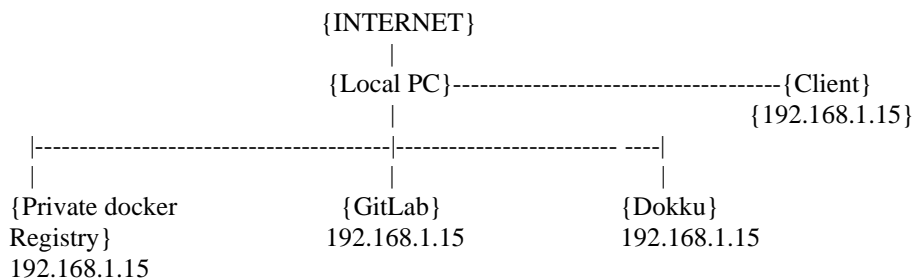 {INTERNET}
{Local PC}-------------------------------------{Client}
{192.168.1.15}
{Private docker Registry}
192.168.1.15
{GitLab}
192.168.1.15
{Dokku}
192.168.1.15